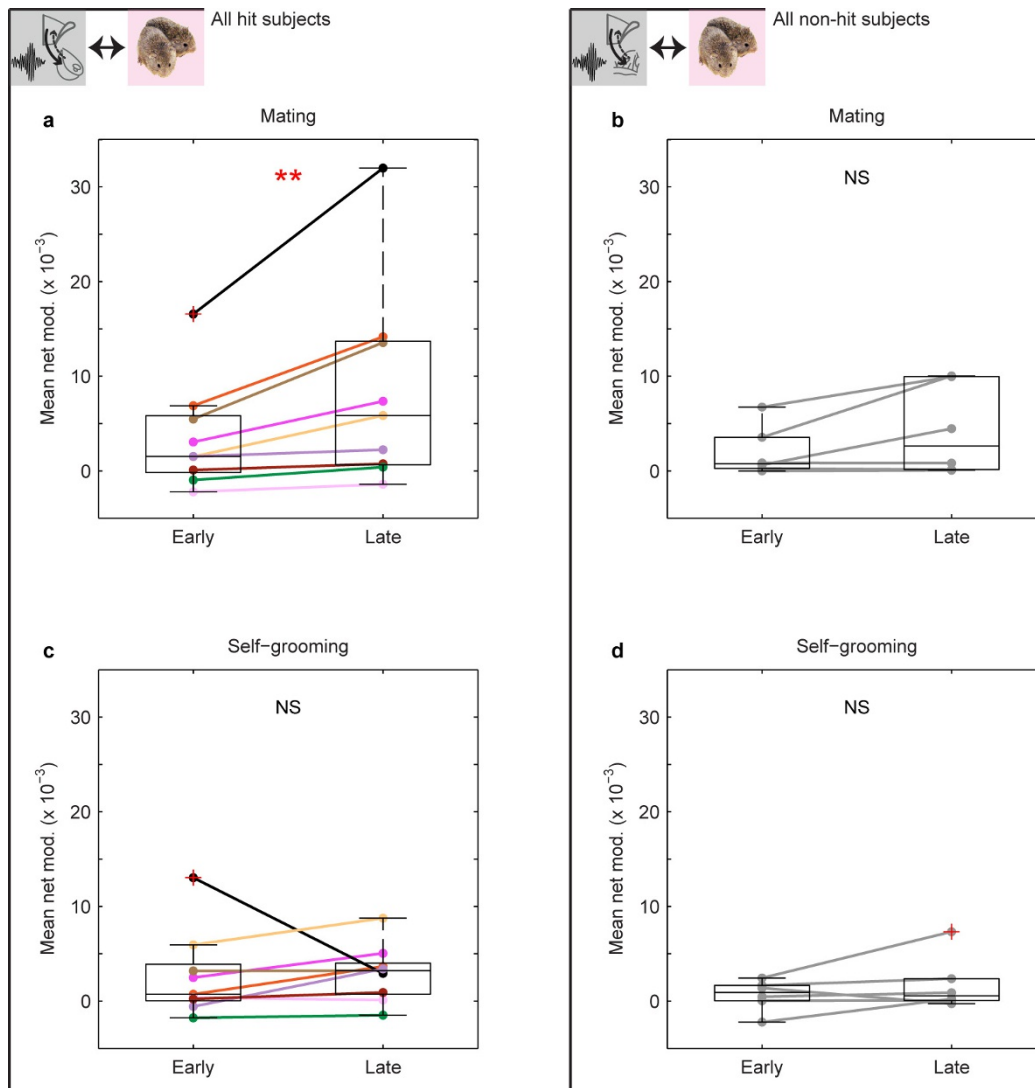 All hit subjects
All non-hit subjects
a
Mating
**
Mean net mod. (x 10⁻³)
30
20
10
0
Early
Late
b
Mating
NS
Mean net mod. (x 10⁻³)
30
20
10
0
Early
Late
c
Self−grooming
NS
Mean net mod. (x 10⁻³)
30
20
10
0
Early
Late
d
Self−grooming
NS
Mean net mod. (x 10⁻³)
30
20
10
0
Early
Late